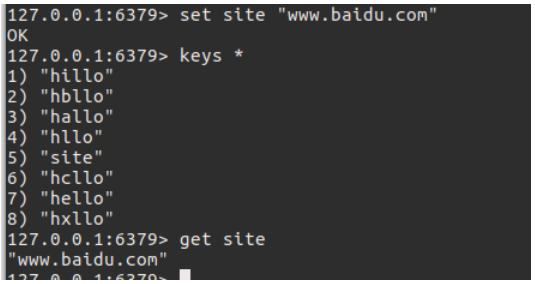 127.0.0.1:6379> set site "www.baidu.com"
OK
127.0.0.1:6379> keys *
1) "hillo"
2) "hbllo"
3) "hallo"
4) "hllo"
5) "site"
6) "hcllo"
7) "hello"
8) "hxllo"
127.0.0.1:6379> get site
"www.baidu.com"
127.0.0.1:6379>